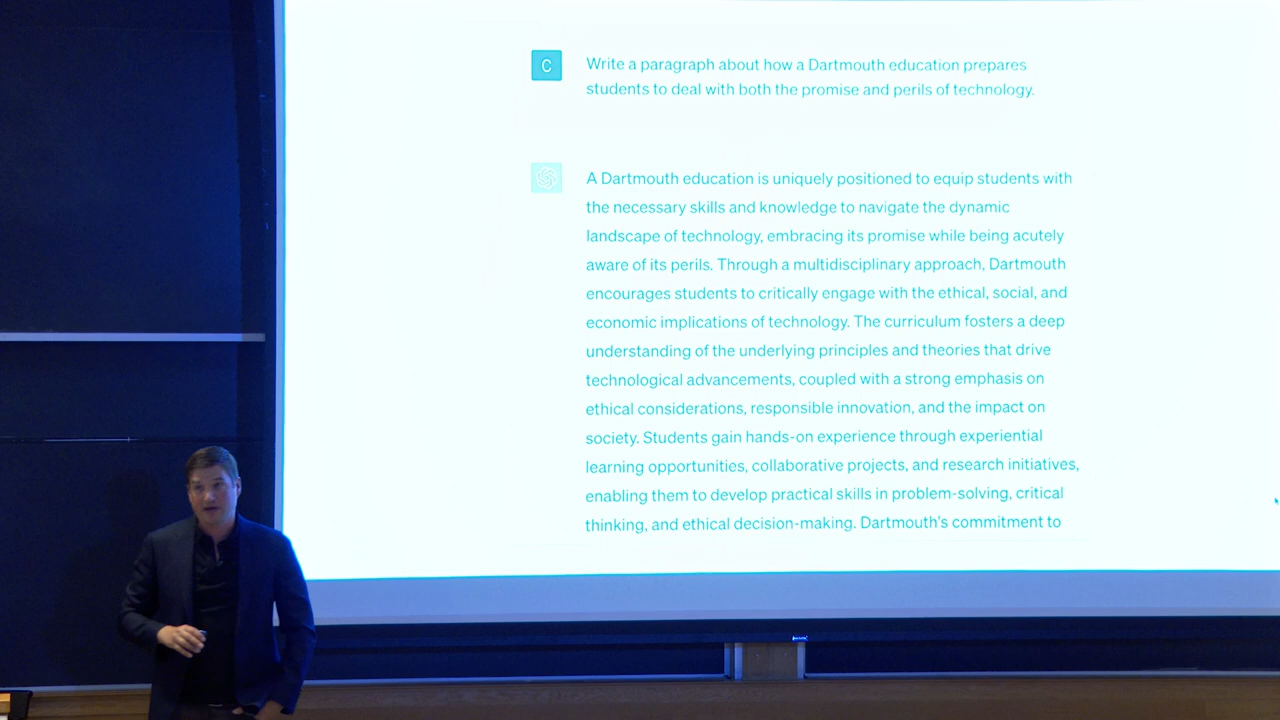 C
Write a paragraph about how a Dartmouth education prepares
students to deal with both the promise and perils of technology.
A Dartmouth education is uniquely positioned to equip students with
the necessary skills and knowledge to navigate the dynamic
landscape of technology, embracing its promise while being acutely
aware of its perils. Through a multidisciplinary approach, Dartmouth
encourages students to critically engage with the ethical, social, and
economic implications of technology. The curriculum fosters a deep
understanding of the underlying principles and theories that drive
technological advancements, coupled with a strong emphasis on
ethical considerations, responsible innovation, and the impact on
society. Students gain hands-on experience through experiential
learning opportunities, collaborative projects, and research initiatives,
enabling them to develop practical skills in problem-solving, critical
thinking, and ethical decision-making. Dartmouth's commitment to